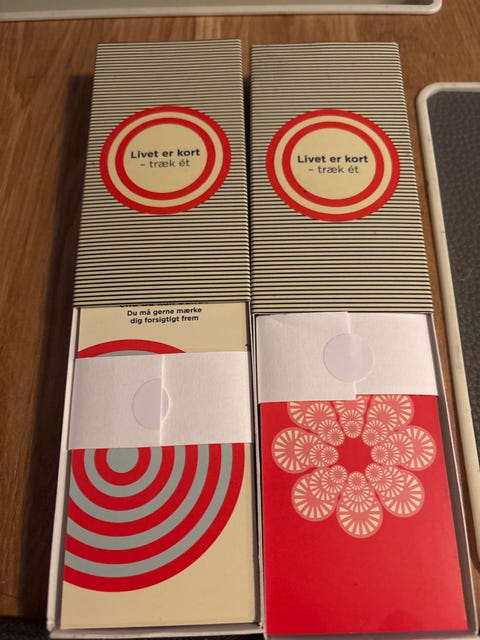 Livet er kort
– træk ét
Livet er kort
– træk ét
Du må gerne mærke
dig forsigtigt frem